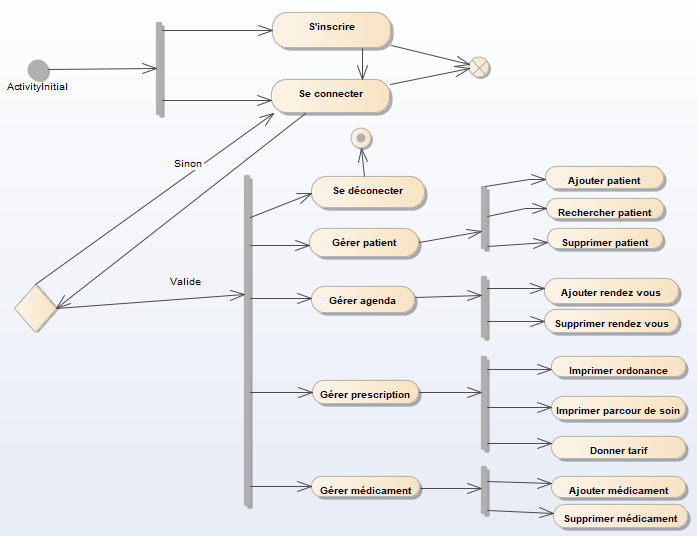 S'inscrire
ActivityInitial
Se connecter
Sinon
Se déconecter
Ajouter patient
Rechercher patient
Gérer patient
Supprimer patient
Valide
Ajouter rendez vous
Gérer agenda
Supprimer rendez vous
Imprimer ordonance
Gérer prescription
Imprimer parcour de soin
Donner tarif
Gérer médicament
Ajouter médicament
Supprimer médicament